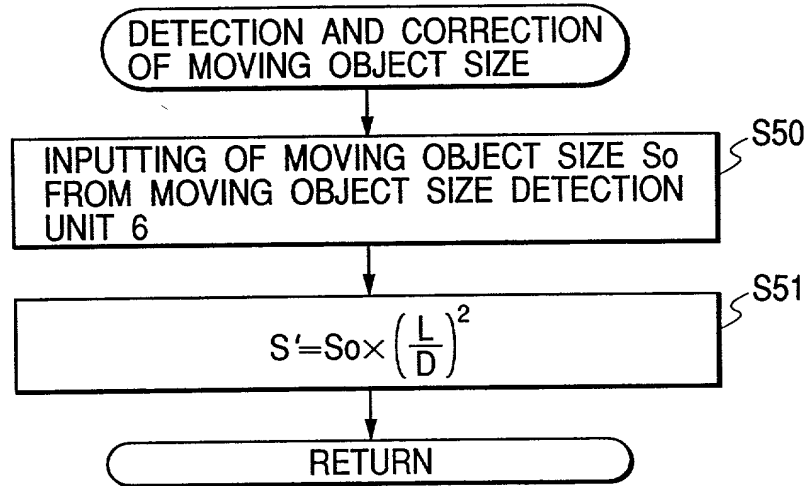 DETECTION AND CORRECTION
OF MOVING OBJECT SIZE
INPUTTING OF MOVING OBJECT SIZE So
FROM MOVING OBJECT SIZE DETECTION
UNIT 6
S50
S'=So×(L/D)²
S51
RETURN